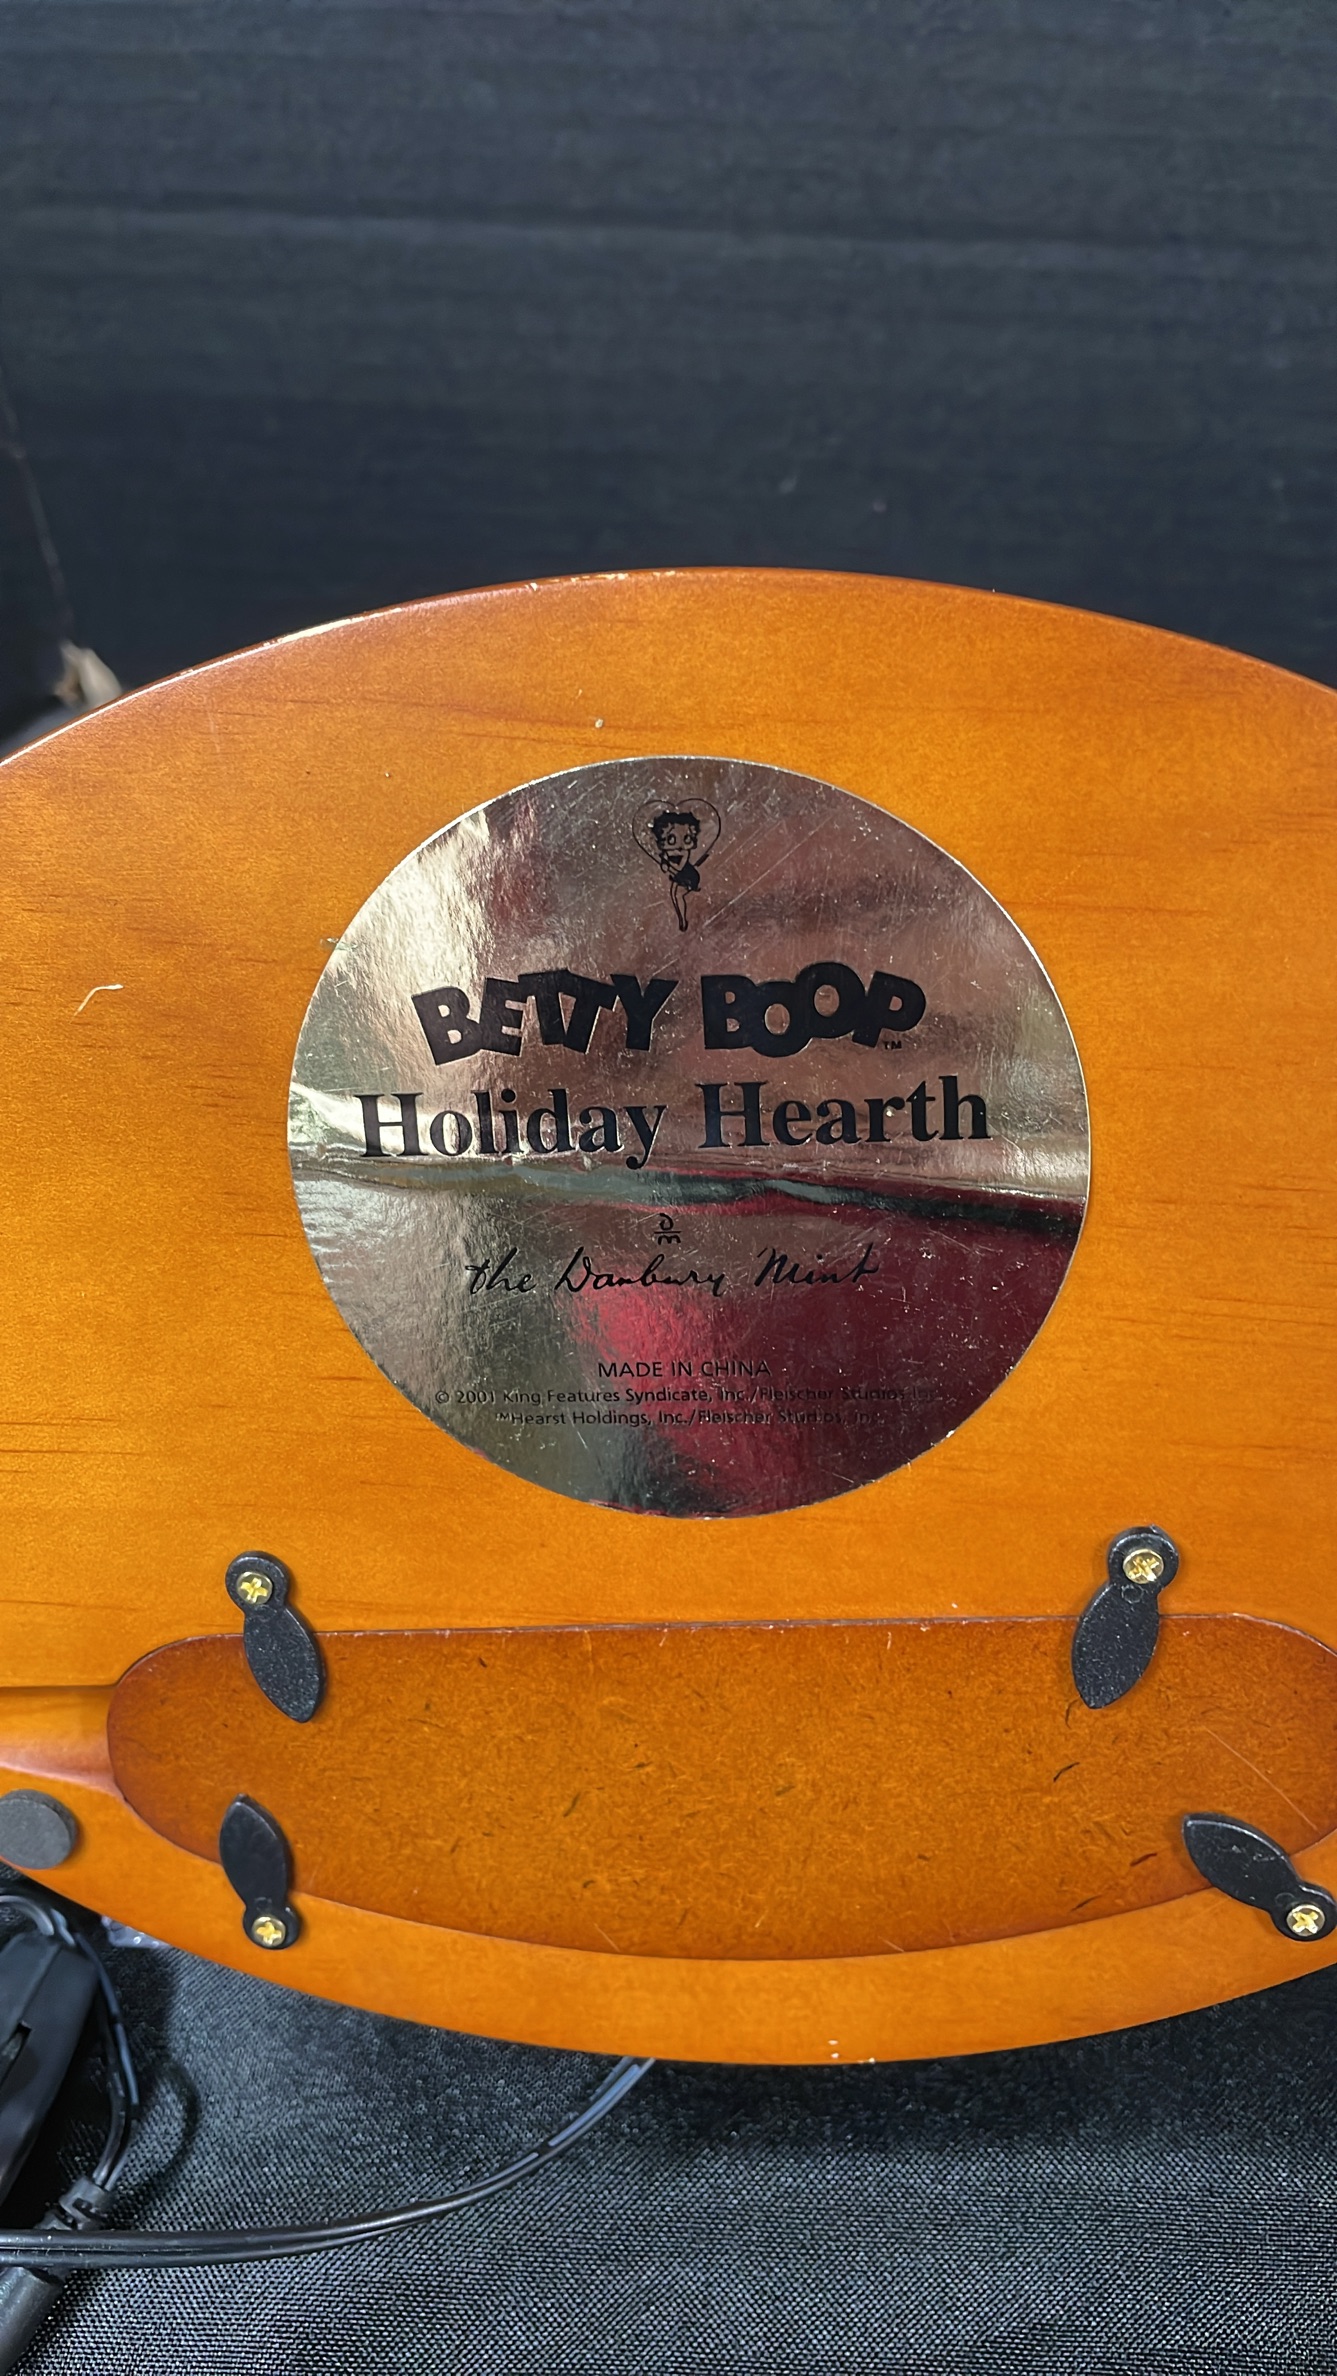 BETTY BOOP™
Holiday Hearth
dm
the Danbury Mint
MADE IN CHINA
© 2001 King Features Syndicate, Inc./Fleischer Studios, Inc.
™Hearst Holdings, Inc./Fleischer Studios, Inc.